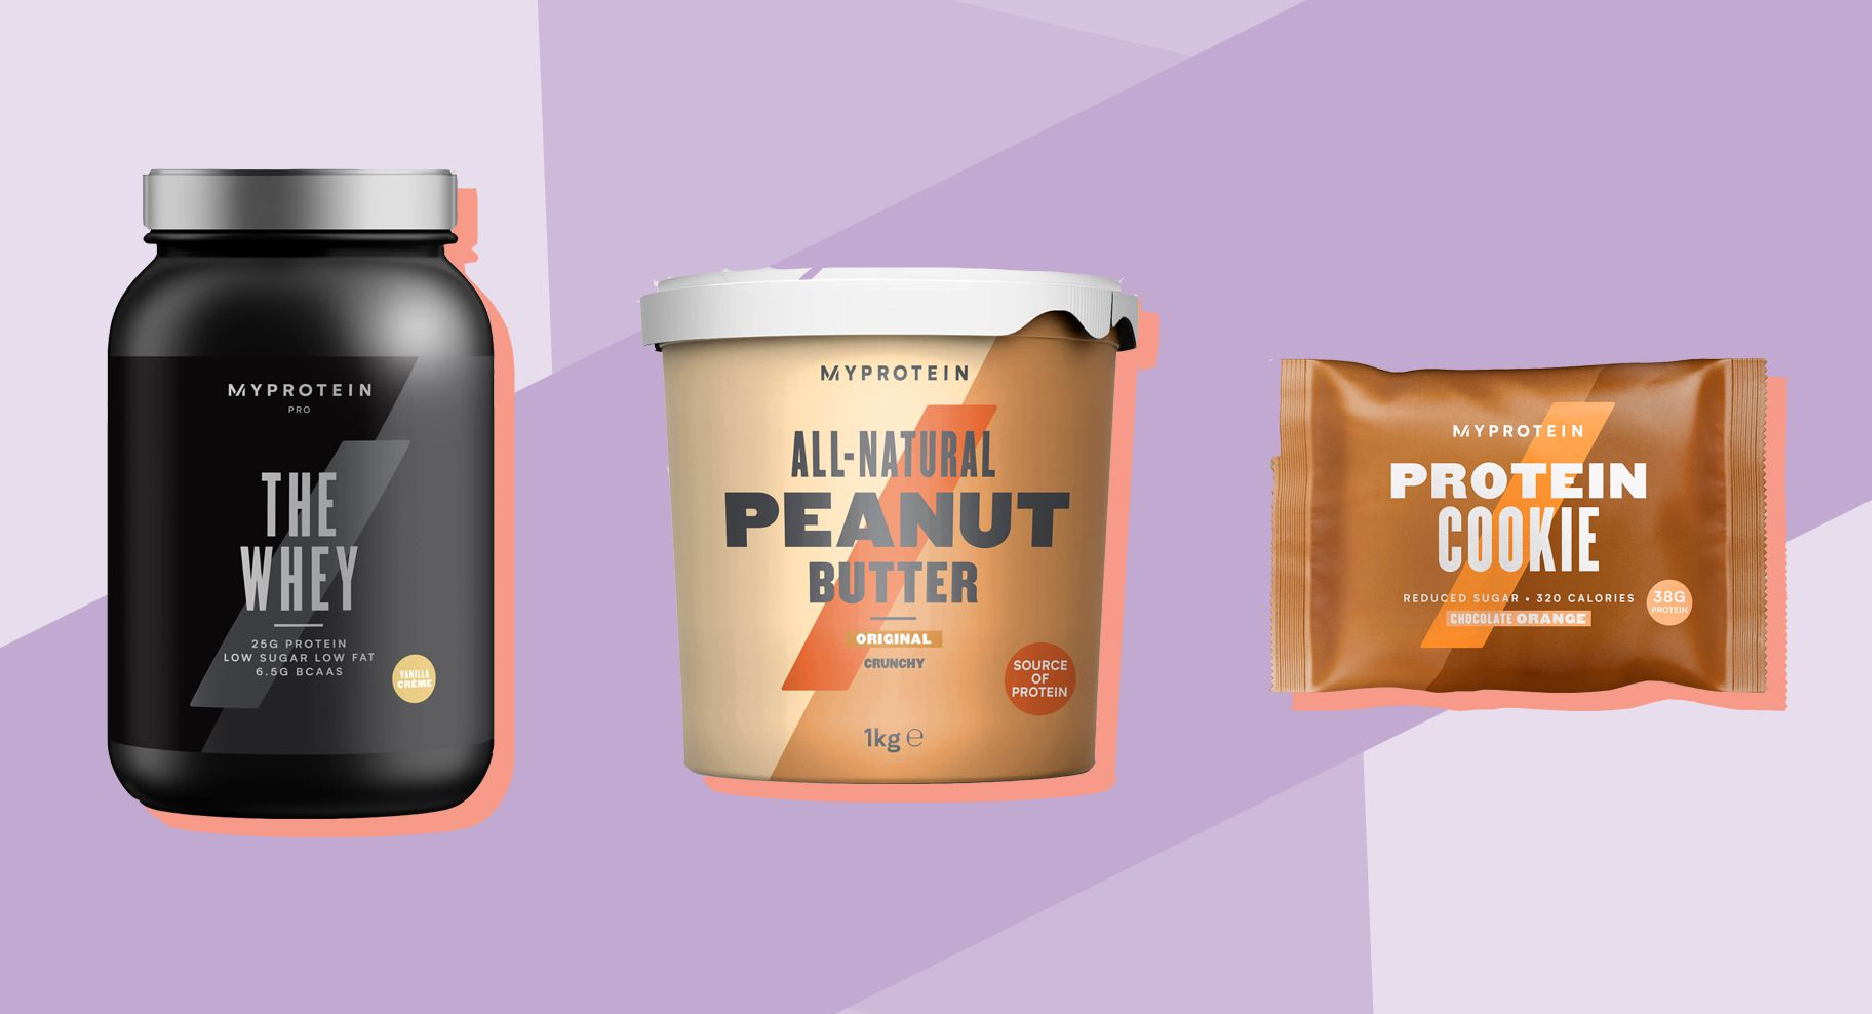 MYPROTEIN
PRO
THE
WHEY
25G PROTEIN
LOW SUGAR LOW FAT
6.5G BCAAS
VANILLA
CRÈME
MYPROTEIN
ALL-NATURAL
PEANUT
BUTTER
ORIGINAL
CRUNCHY
SOURCE
OF
PROTEIN
1kg ℮
MYPROTEIN
PROTEIN
COOKIE
REDUCED SUGAR • 320 CALORIES
CHOCOLATE ORANGE
38G
PROTEIN